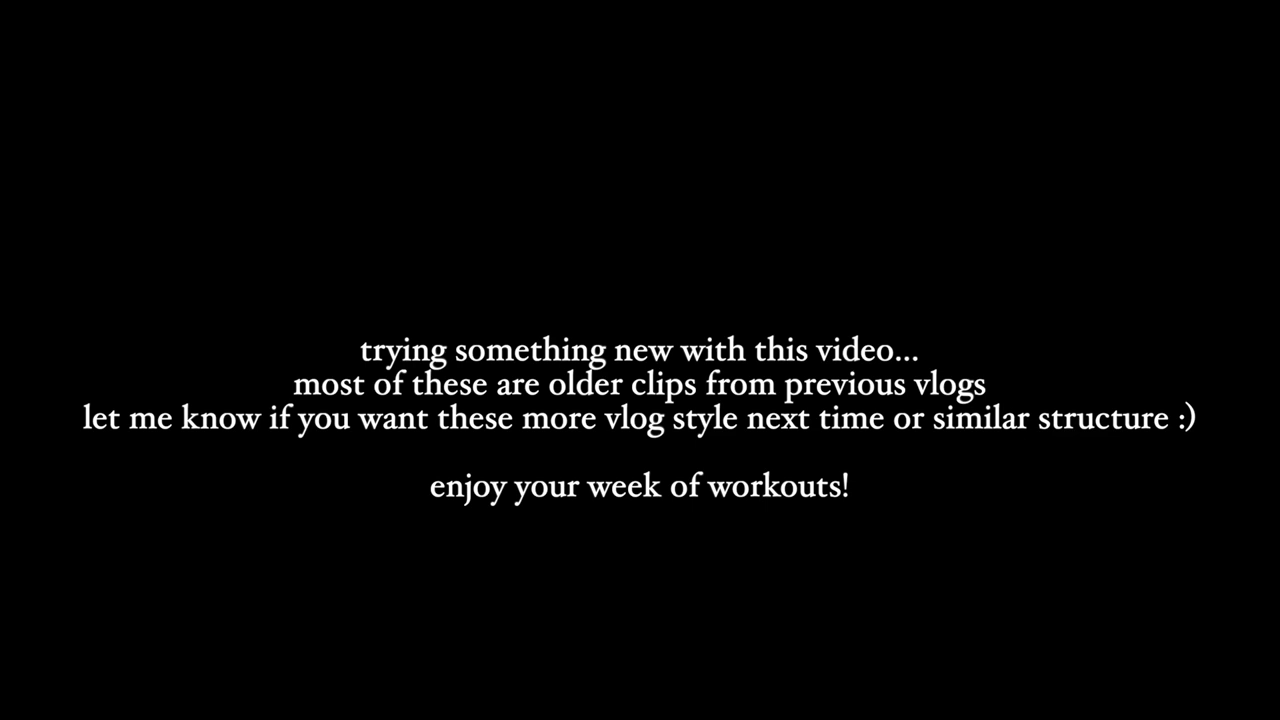 trying something new with this video...
most of these are older clips from previous vlogs
let me know if you want these more vlog style next time or similar structure :)
enjoy your week of workouts!